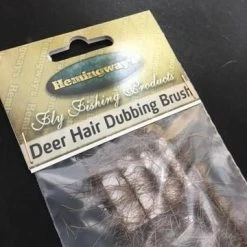 Hemingway's
Fly Fishing Products
Deer Hair Dubbing Brush